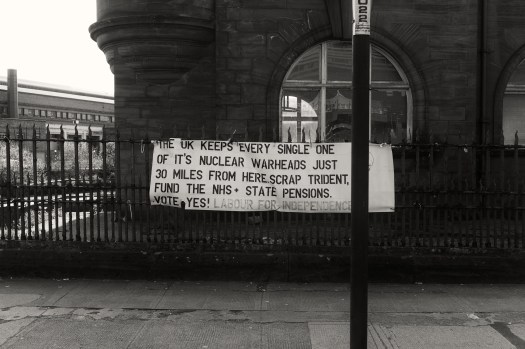 THE UK KEEPS EVERY SINGLE ONE
OF IT'S NUCLEAR WARHEADS JUST
30 MILES FROM HERE. SCRAP TRIDENT,
FUND THE NHS + STATE PENSIONS.
VOTE YES! LABOUR FOR INDEPENDENCE
022